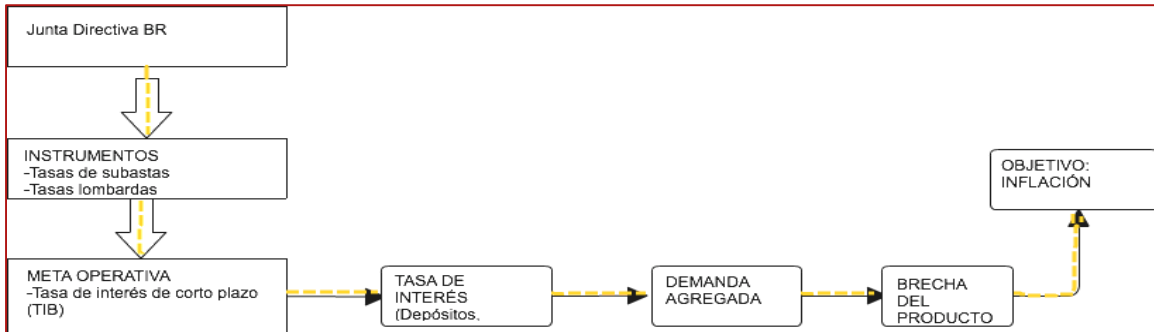 Junta Directiva BR
INSTRUMENTOS
-Tasas de subastas
-Tasas lombardas
META OPERATIVA
-Tasa de interés de corto plazo
(TIB)
TASA DE
INTERÉS
(Depósitos,
DEMANDA
AGREGADA
BRECHA
DEL
PRODUCTO
OBJETIVO:
INFLACIÓN